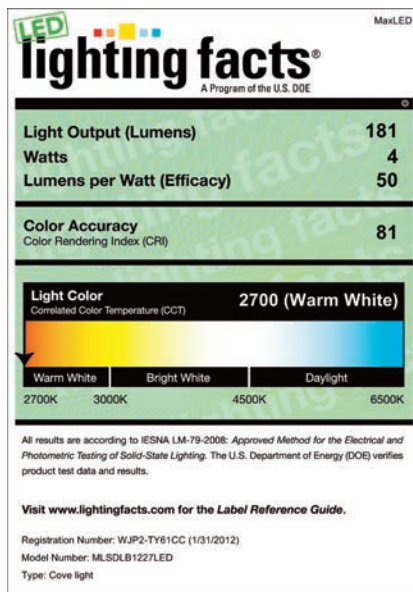 MaxLED
LED
lighting facts®
A Program of the U.S. DOE
Light Output (Lumens) 181
Watts 4
Lumens per Watt (Efficacy) 50
Color Accuracy
Color Rendering Index (CRI) 81
Light Color
Correlated Color Temperature (CCT) 2700 (Warm White)
Warm White Bright White Daylight
2700K 3000K 4500K 6500K
All results are according to IESNA LM-79-2008: Approved Method for the Electrical and
Photometric Testing of Solid-State Lighting. The U.S. Department of Energy (DOE) verifies
product test data and results.
Visit www.lightingfacts.com for the Label Reference Guide.
Registration Number: WJP2-TY61CC (1/31/2012)
Model Number: MLSDLB1227LED
Type: Cove light